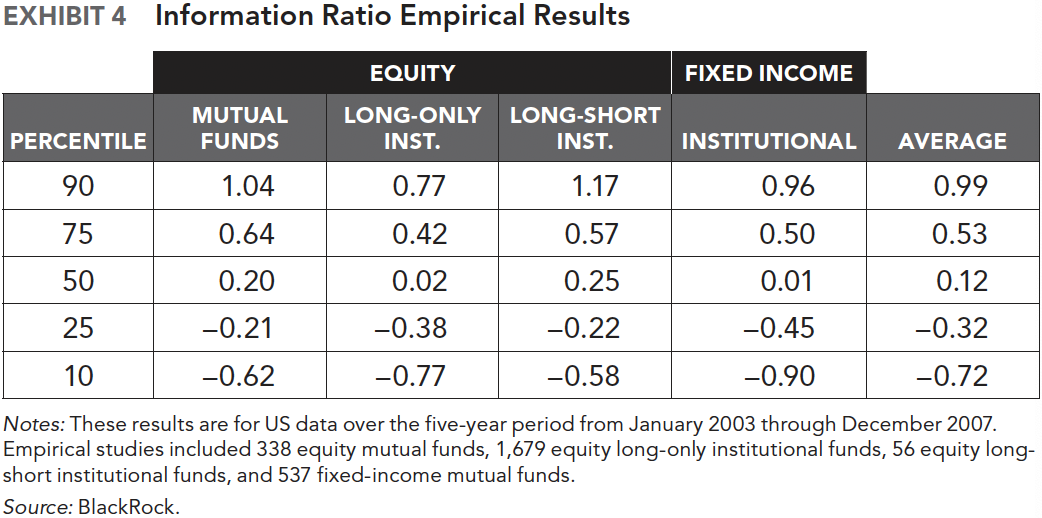 EXHIBIT 4 Information Ratio Empirical Results
EQUITY FIXED INCOME
PERCENTILE MUTUAL FUNDS LONG-ONLY INST. LONG-SHORT INST. INSTITUTIONAL AVERAGE
90 1.04 0.77 1.17 0.96 0.99
75 0.64 0.42 0.57 0.50 0.53
50 0.20 0.02 0.25 0.01 0.12
25 −0.21 −0.38 −0.22 −0.45 −0.32
10 −0.62 −0.77 −0.58 −0.90 −0.72
Notes: These results are for US data over the five-year period from January 2003 through December 2007.
Empirical studies included 338 equity mutual funds, 1,679 equity long-only institutional funds, 56 equity long-
short institutional funds, and 537 fixed-income mutual funds.
Source: BlackRock.